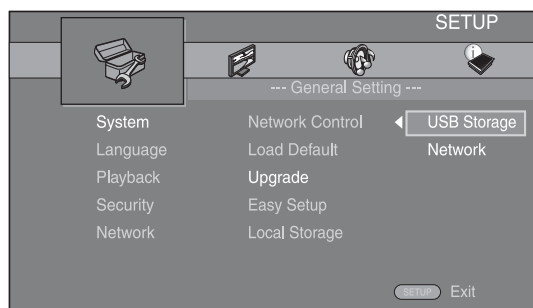 SETUP
--- General Setting ---
System Network Control USB Storage
Language Load Default Network
Playback Upgrade
Security Easy Setup
Network Local Storage
SETUP Exit